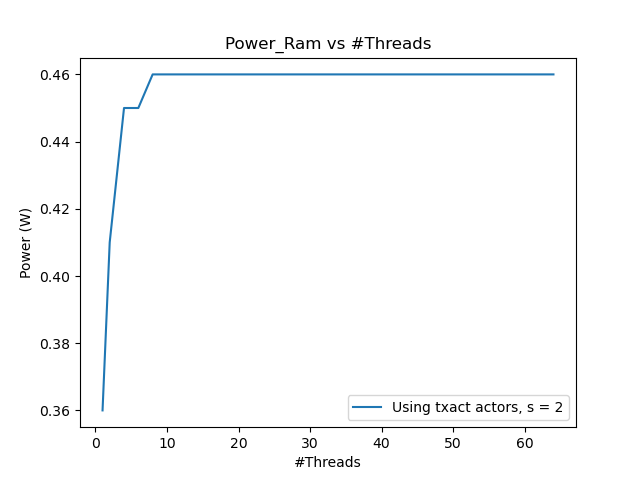 Power_Ram vs #Threads
Power (W)
0.46
0.44
0.42
0.40
0.38
0.36
Using txact actors, s = 2
0 10 20 30 40 50 60
#Threads